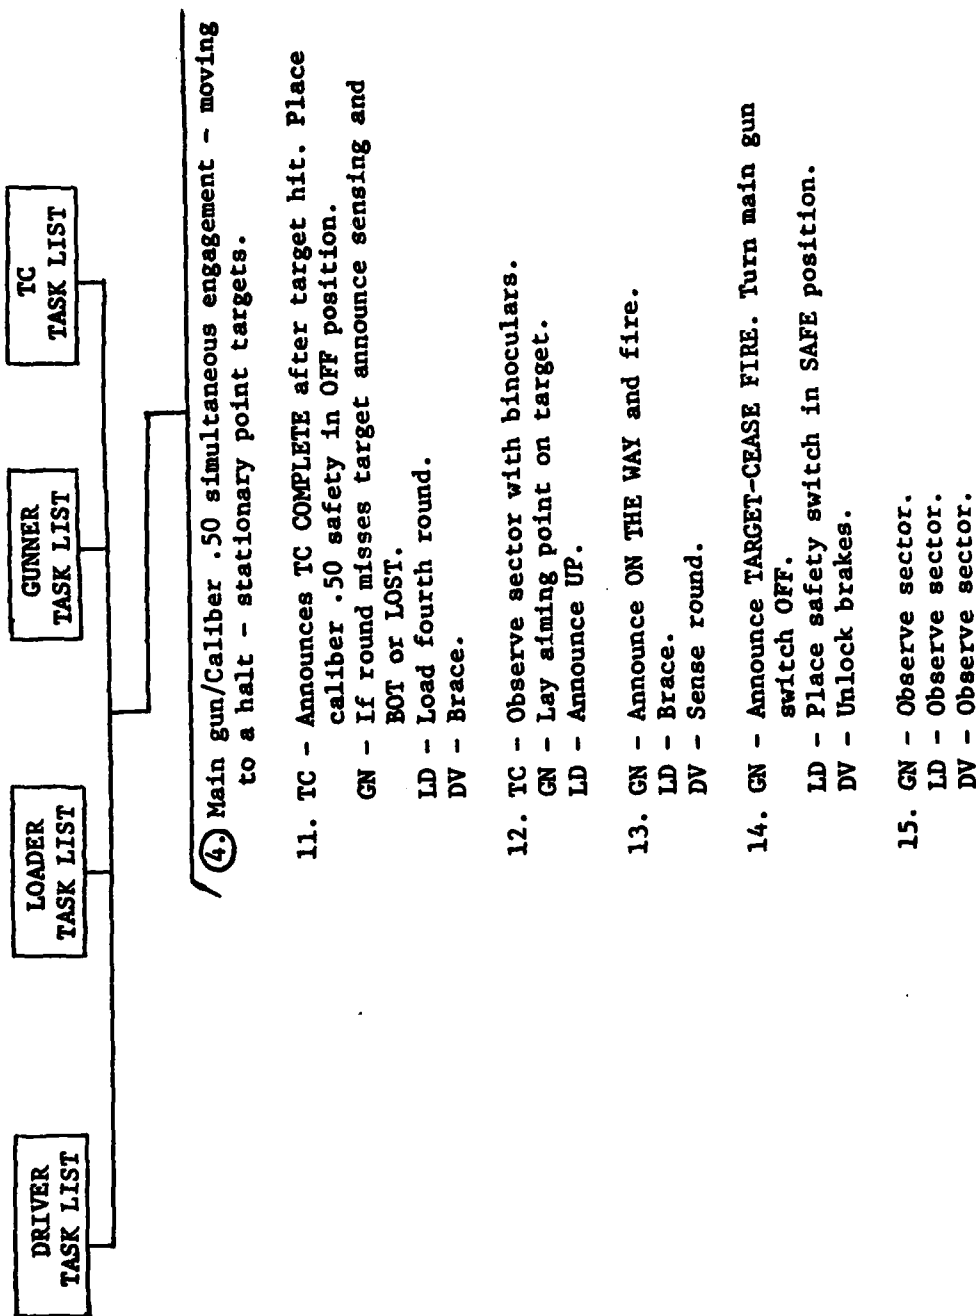 DRIVER
TASK LIST
LOADER
TASK LIST
GUNNER
TASK LIST
TC
TASK LIST
4. Main gun/Caliber .50 simultaneous engagement - moving
to a halt - stationary point targets.
11. TC - Announces TC COMPLETE after target hit. Place
caliber .50 safety in OFF position.
GN - If round misses target announce sensing and
BOT or LOST.
LD - Load fourth round.
DV - Brace.
12. TC - Observe sector with binoculars.
GN - Lay aiming point on target.
LD - Announce UP.
13. GN - Announce ON THE WAY and fire.
LD - Brace.
DV - Sense round.
14. GN - Announce TARGET-CEASE FIRE. Turn main gun
switch OFF.
LD - Place safety switch in SAFE position.
DV - Unlock brakes.
15. GN - Observe sector.
LD - Observe sector.
DV - Observe sector.